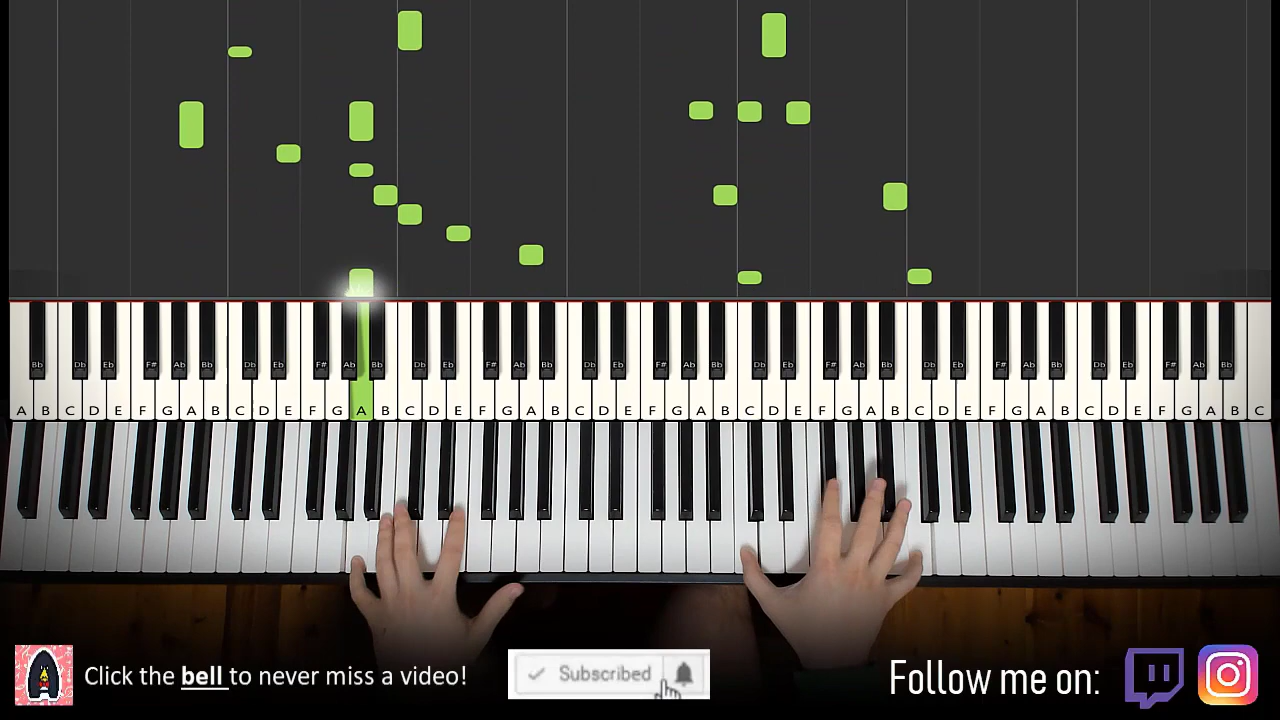 Bb Db Eb F# Ab Bb Db Eb F# Ab Bb Db Eb F# Ab Bb Db Eb F# Ab Bb Db Eb F# Ab Bb Db Eb F# Ab Bb Db Eb F# Ab Bb
A B C D E F G A B C D E F G A B C D E F G A B C D E F G A B C D E F G A B C D E F G A B C D E F G A B C
Click the bell to never miss a video!
Subscribed
Follow me on: